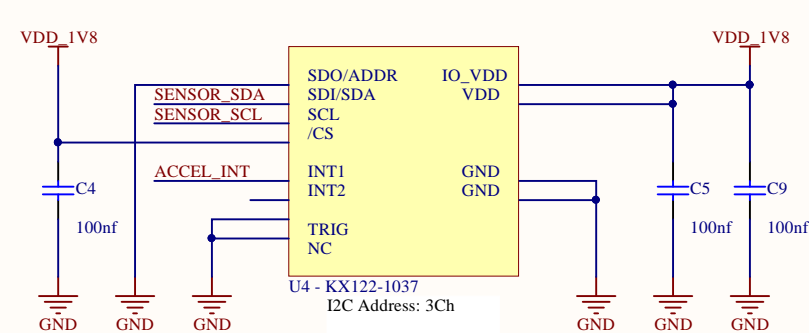 VDD_1V8
VDD_1V8
SDO/ADDR IO_VDD
SENSOR_SDA SDI/SDA VDD
SENSOR_SCL SCL
/CS
ACCEL_INT INT1 GND
C4 INT2 GND C5 C9
100nf TRIG 100nf 100nf
NC
U4 - KX122-1037
I2C Address: 3Ch
GND GND GND GND GND GND